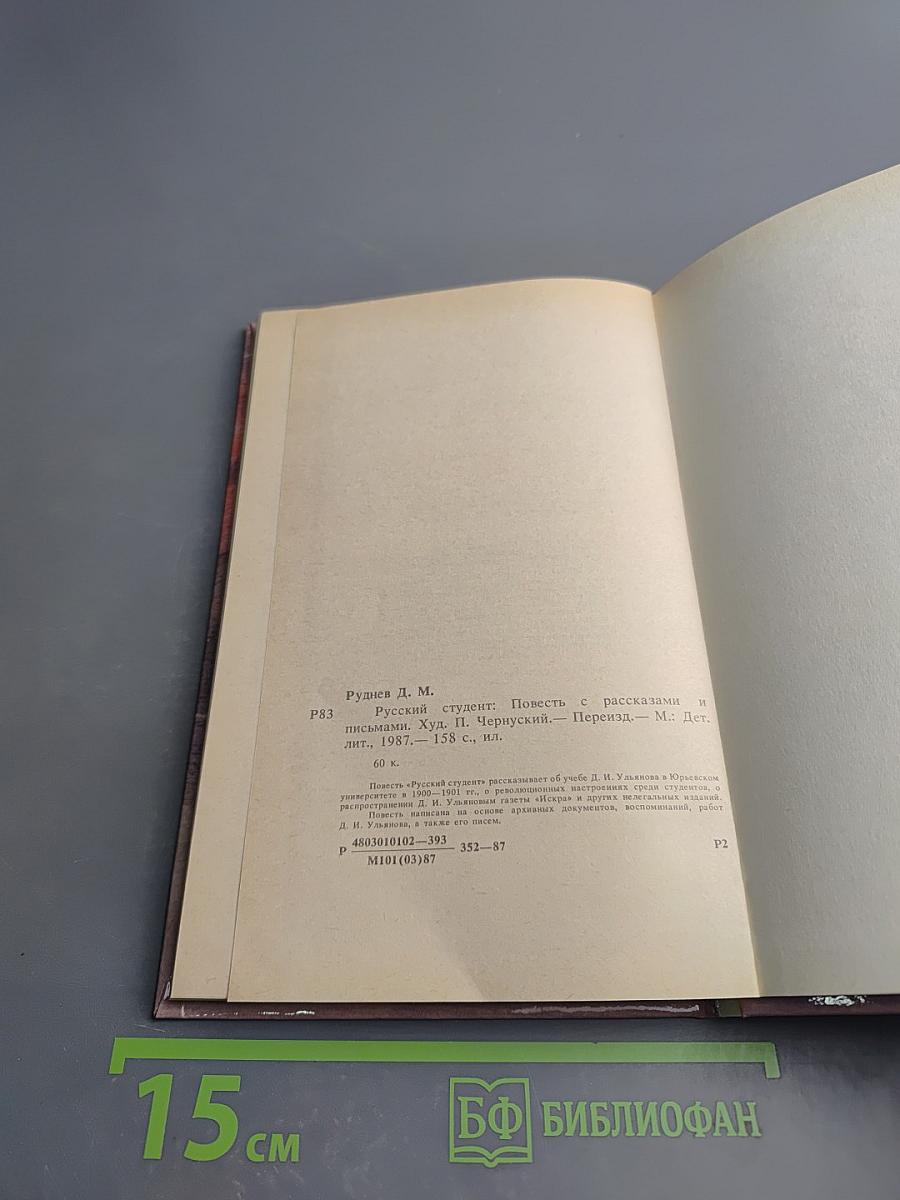 Руднев Д. М.
Р83 Русский студент: Повесть с рассказами и
письмами. Худ. П. Чернуский.— Переизд.— М.: Дет.
лит., 1987.— 158 с., ил.
60 к.
Повесть «Русский студент» рассказывает об учебе Д. И. Ульянова в Юрьевском
университете в 1900—1901 гг., о революционных настроениях среди студентов, о
распространении Д. И. Ульяновым газеты «Искра» и других нелегальных изданий.
Повесть написана на основе архивных документов, воспоминаний, работ
Д. И. Ульянова, а также его писем.
Р 4803010102—393 352—87 Р2
М101(03)87
15 см БФ БИБЛИОФАН